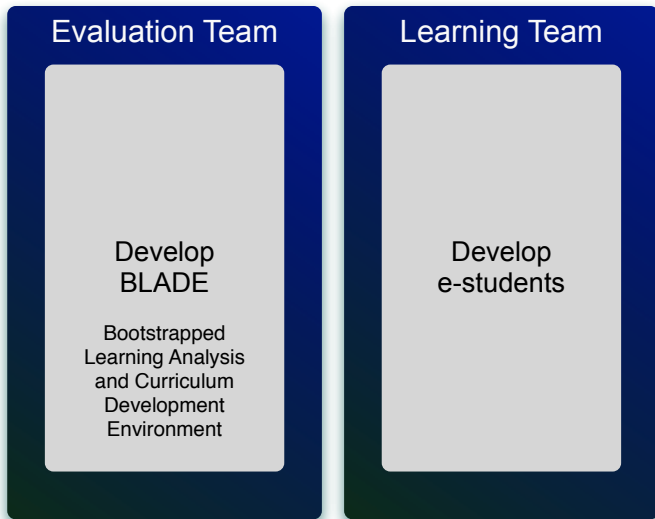 Evaluation Team
Develop
BLADE
Bootstrapped
Learning Analysis
and Curriculum
Development
Environment
Learning Team
Develop
e-students